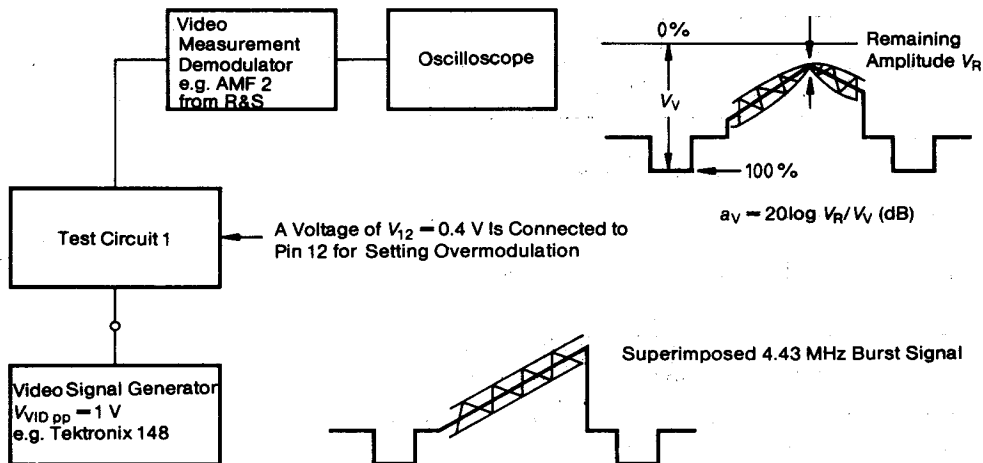 Video
Measurement
Demodulator
e.g. AMF 2
from R&S
Oscilloscope
0%
Remaining
Amplitude VR
VV
100%
aV = 20 log VR/VV (dB)
Test Circuit 1
A Voltage of V12 = 0.4 V Is Connected to
Pin 12 for Setting Overmodulation
Video Signal Generator
VVID pp = 1 V
e.g. Tektronix 148
Superimposed 4.43 MHz Burst Signal